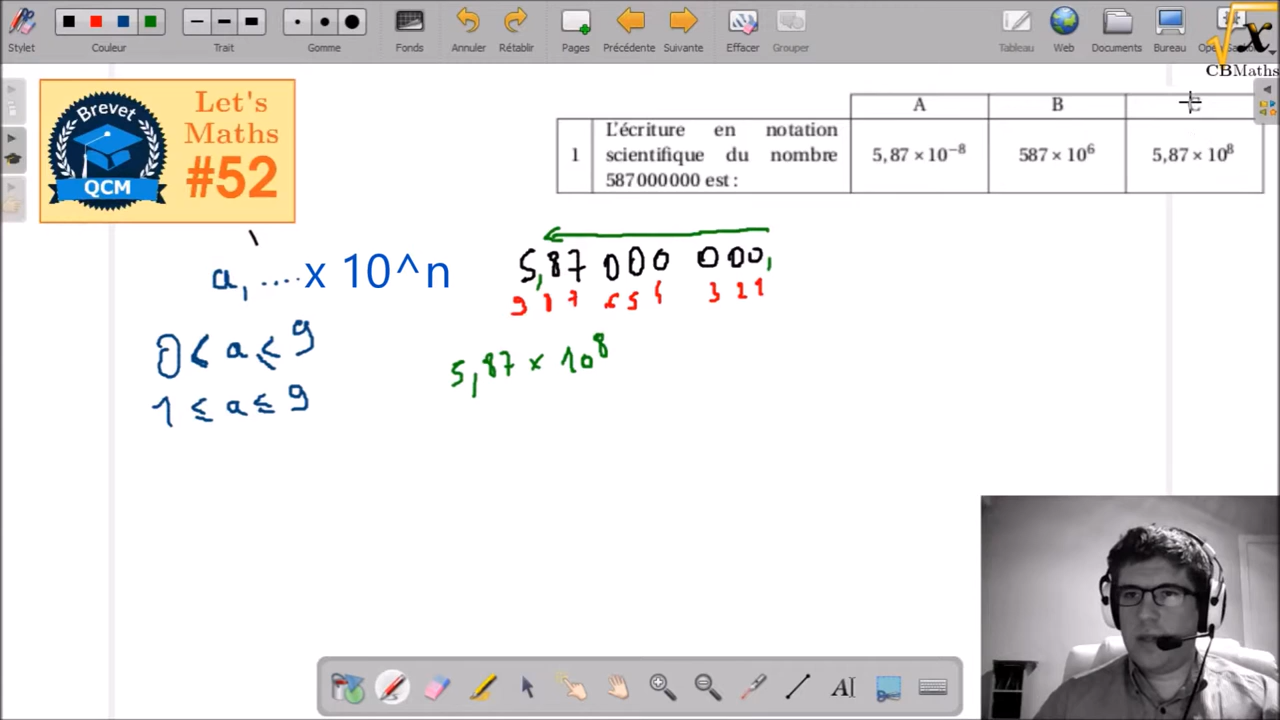 Stylet
Couleur
Trait
Gomme
Fonds
Annuler
Rétablir
Pages
Précédente
Suivante
Effacer
Grouper
Tableau
Web
Documents
Bureau
x
CBMaths
Brevet
QCM
Let's
Maths
#52
A B C
1 L'écriture en notation
scientifique du nombre
587000000 est :
5,87 × 10⁻⁸ 587 × 10⁶ 5,87 × 10⁸
a, .... x 10^n
0 < a ≤ 9
1 ≤ a ≤ 9
5,87 000 000,
9 8 7 6 5 4 3 2 1
5,87 × 10⁸
AI